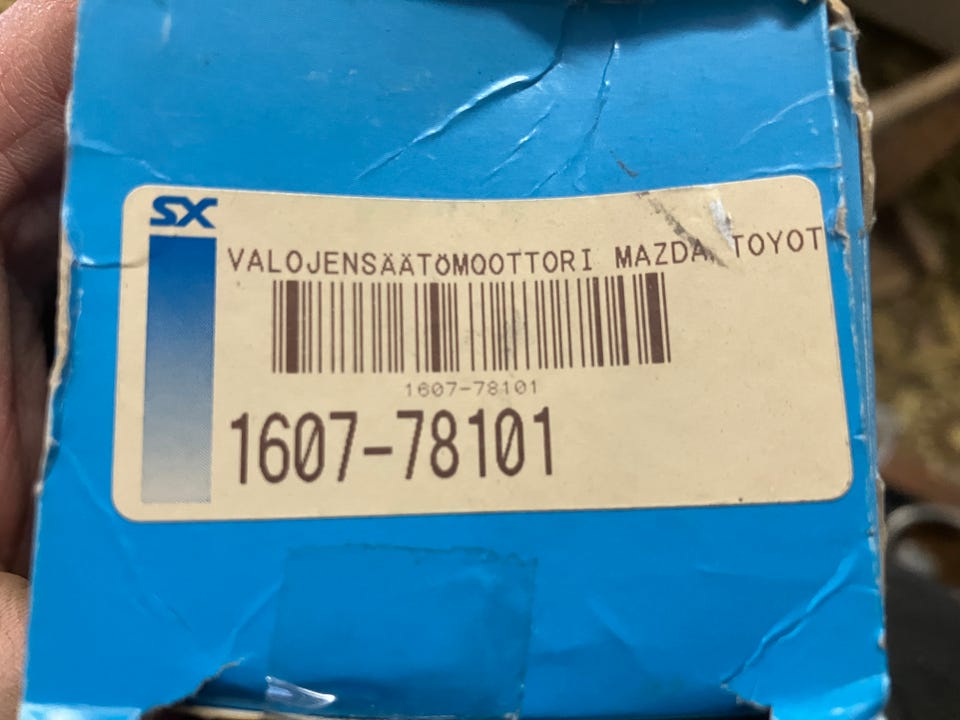 SX
VALOJENSÄÄTÖMOOTTORI MAZDA, TOYOT
1607-78101
1607-78101